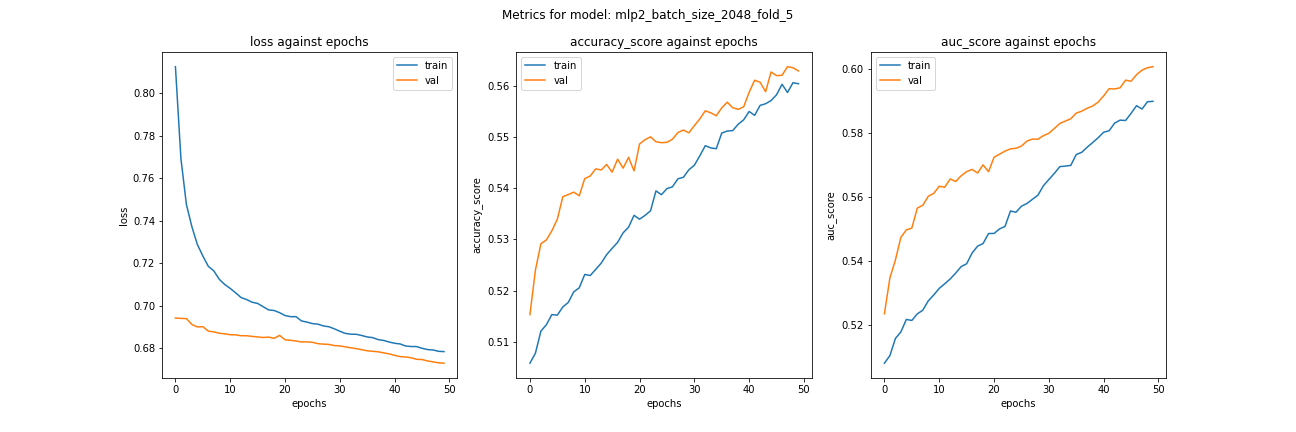 Metrics for model: mlp2_batch_size_2048_fold_5
loss against epochs
train
val
0.80
0.78
0.76
0.74
0.72
0.70
0.68
loss
0 10 20 30 40 50
epochs
accuracy_score against epochs
train
val
0.56
0.55
0.54
0.53
0.52
0.51
accuracy_score
0 10 20 30 40 50
epochs
auc_score against epochs
train
val
0.60
0.58
0.56
0.54
0.52
auc_score
0 10 20 30 40 50
epochs